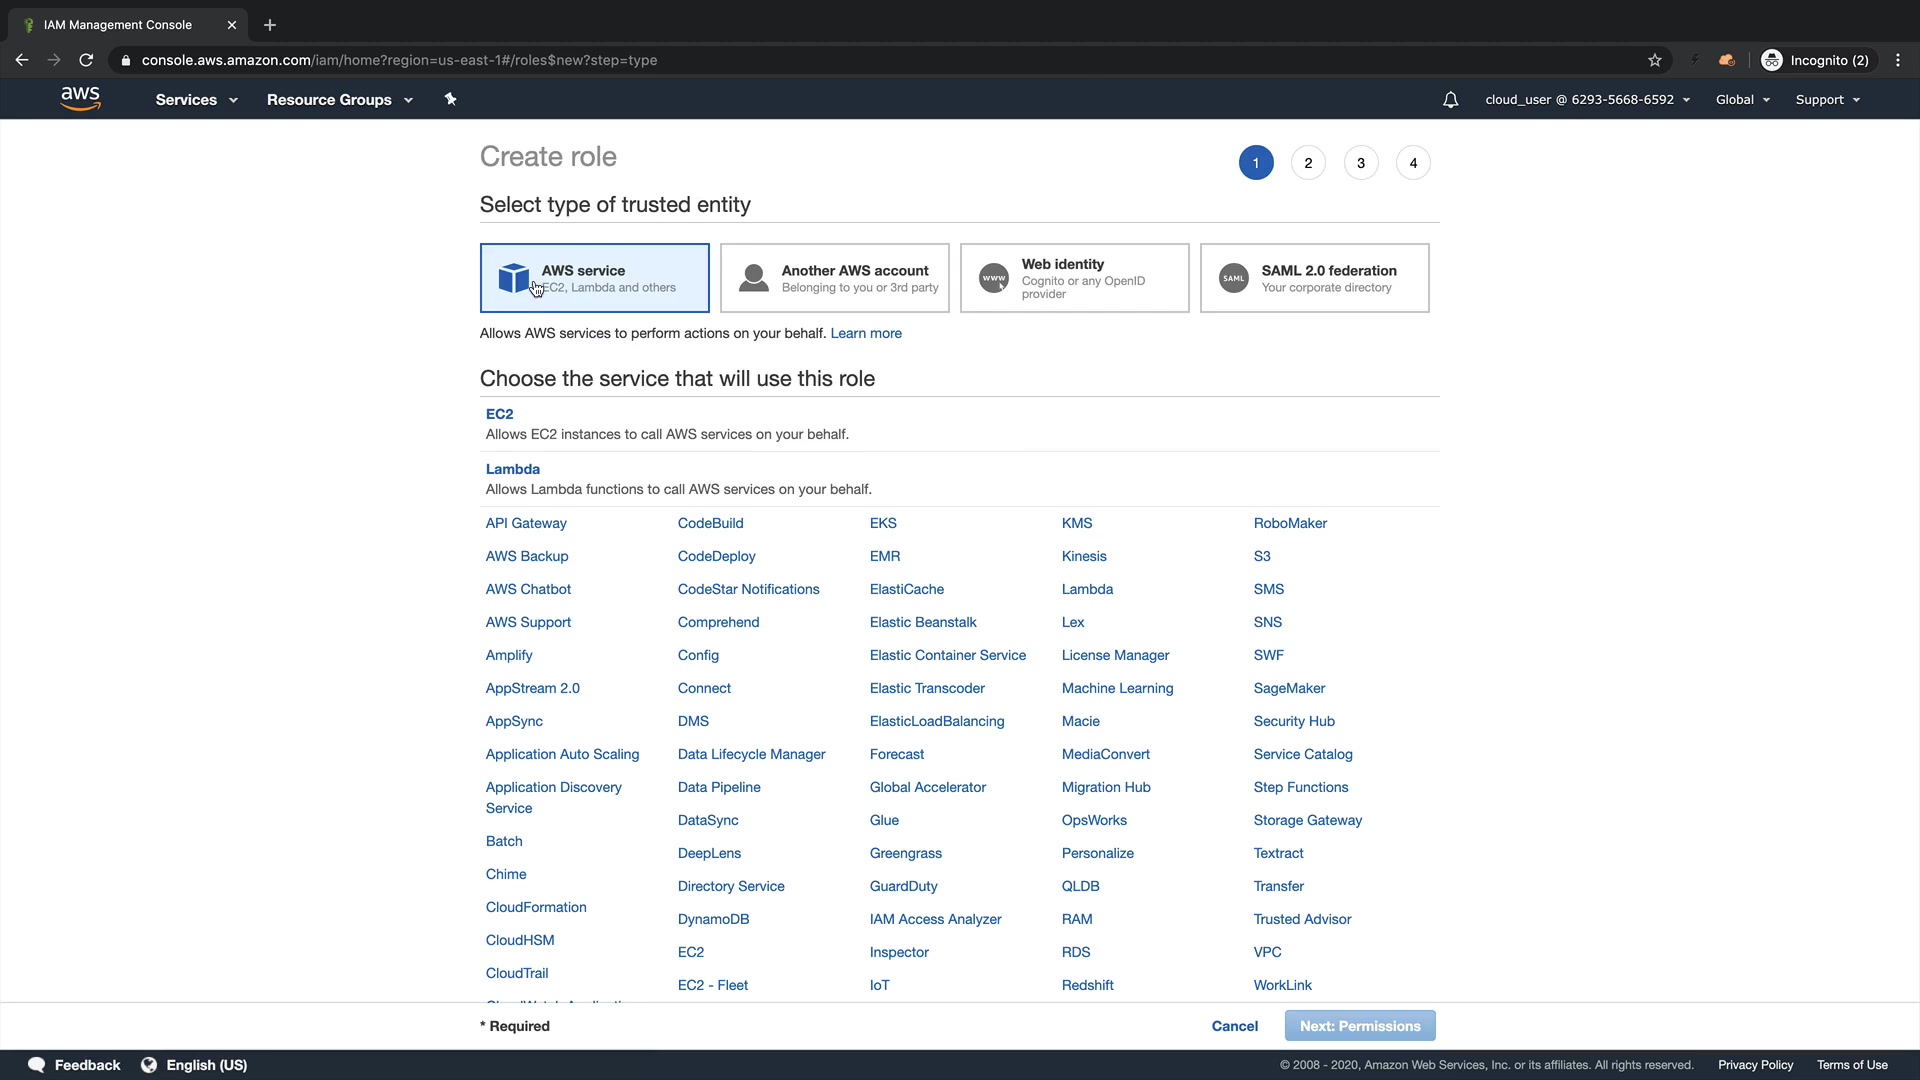 IAM Management Console
console.aws.amazon.com/iam/home?region=us-east-1#/roles$new?step=type
Incognito (2)
aws
Services
Resource Groups
cloud_user @ 6293-5668-6592
Global
Support
Create role
1
2
3
4
Select type of trusted entity
AWS service
EC2, Lambda and others
Another AWS account
Belonging to you or 3rd party
www
Web identity
Cognito or any OpenID
provider
SAML
SAML 2.0 federation
Your corporate directory
Allows AWS services to perform actions on your behalf. Learn more
Choose the service that will use this role
EC2
Allows EC2 instances to call AWS services on your behalf.
Lambda
Allows Lambda functions to call AWS services on your behalf.
API Gateway
AWS Backup
AWS Chatbot
AWS Support
Amplify
AppStream 2.0
AppSync
Application Auto Scaling
Application Discovery
Service
Batch
Chime
CloudFormation
CloudHSM
CloudTrail
CodeBuild
CodeDeploy
CodeStar Notifications
Comprehend
Config
Connect
DMS
Data Lifecycle Manager
Data Pipeline
DataSync
DeepLens
Directory Service
DynamoDB
EC2
EC2 - Fleet
EKS
EMR
ElastiCache
Elastic Beanstalk
Elastic Container Service
Elastic Transcoder
ElasticLoadBalancing
Forecast
Global Accelerator
Glue
Greengrass
GuardDuty
IAM Access Analyzer
Inspector
IoT
KMS
Kinesis
Lambda
Lex
License Manager
Machine Learning
Macie
MediaConvert
Migration Hub
OpsWorks
Personalize
QLDB
RAM
RDS
Redshift
RoboMaker
S3
SMS
SNS
SWF
SageMaker
Security Hub
Service Catalog
Step Functions
Storage Gateway
Textract
Transfer
Trusted Advisor
VPC
WorkLink
* Required
Cancel
Next: Permissions
Feedback
English (US)
© 2008 - 2020, Amazon Web Services, Inc. or its affiliates. All rights reserved.
Privacy Policy
Terms of Use